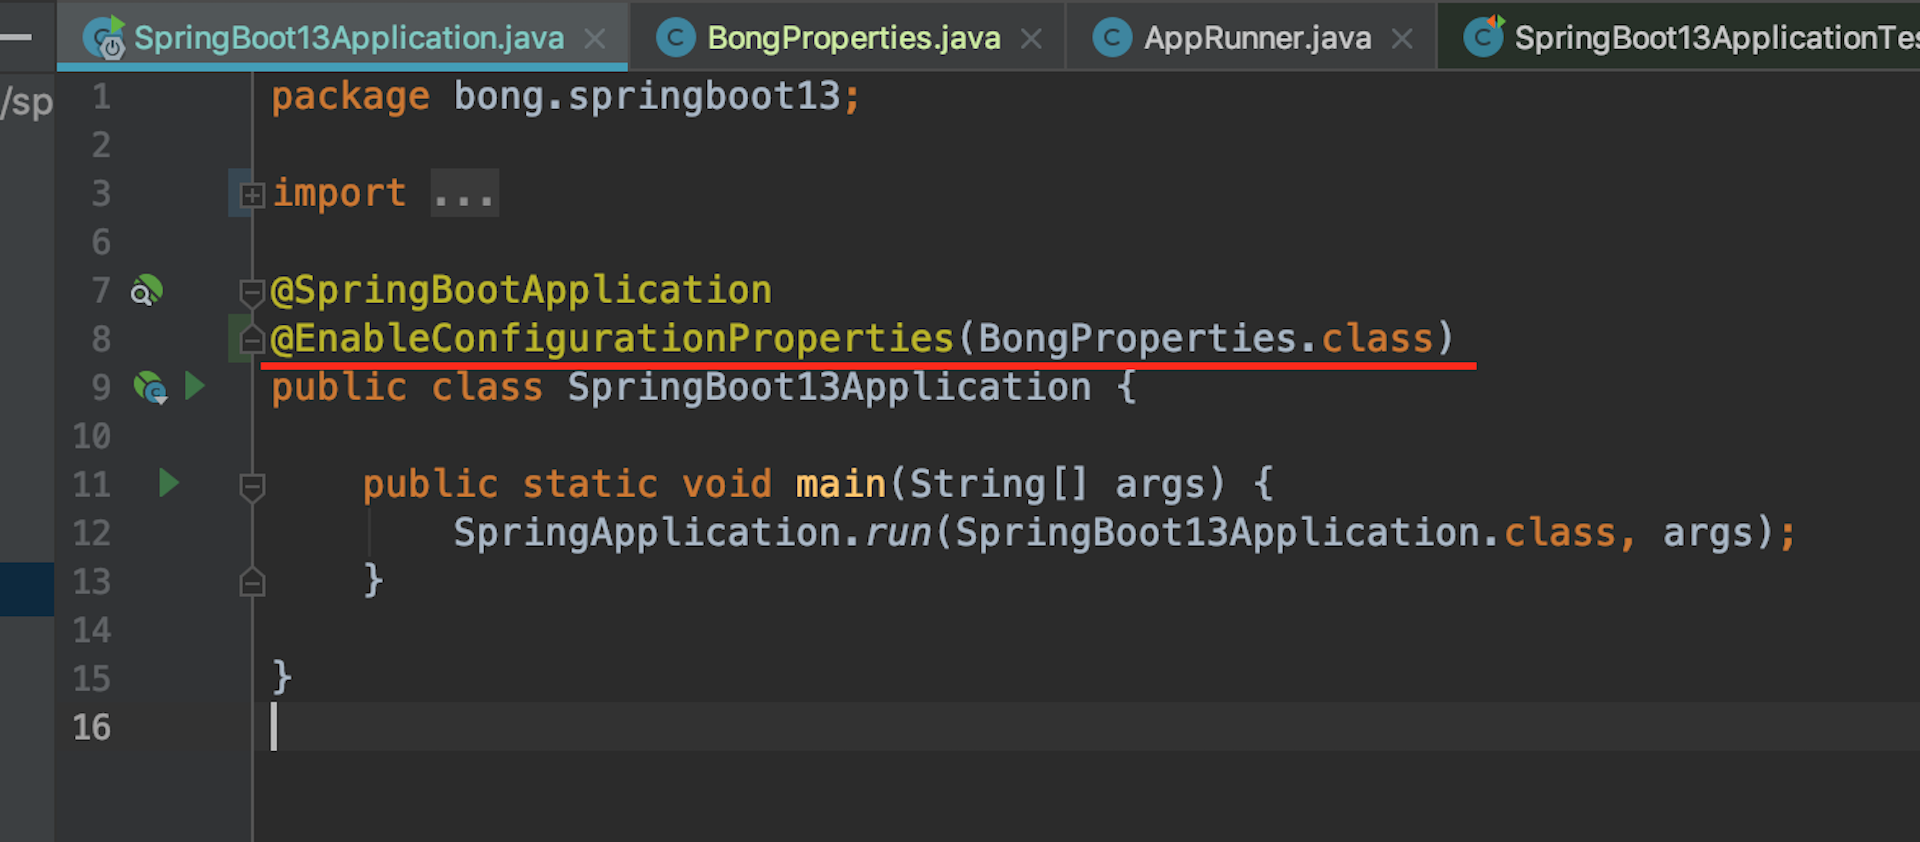 SpringBoot13Application.java BongProperties.java AppRunner.java SpringBoot13ApplicationTes
/sp 1 package bong.springboot13;
2
3 import ...
6
7 @SpringBootApplication
8 @EnableConfigurationProperties(BongProperties.class)
9 public class SpringBoot13Application {
10
11 public static void main(String[] args) {
12 SpringApplication.run(SpringBoot13Application.class, args);
13 }
14
15 }
16